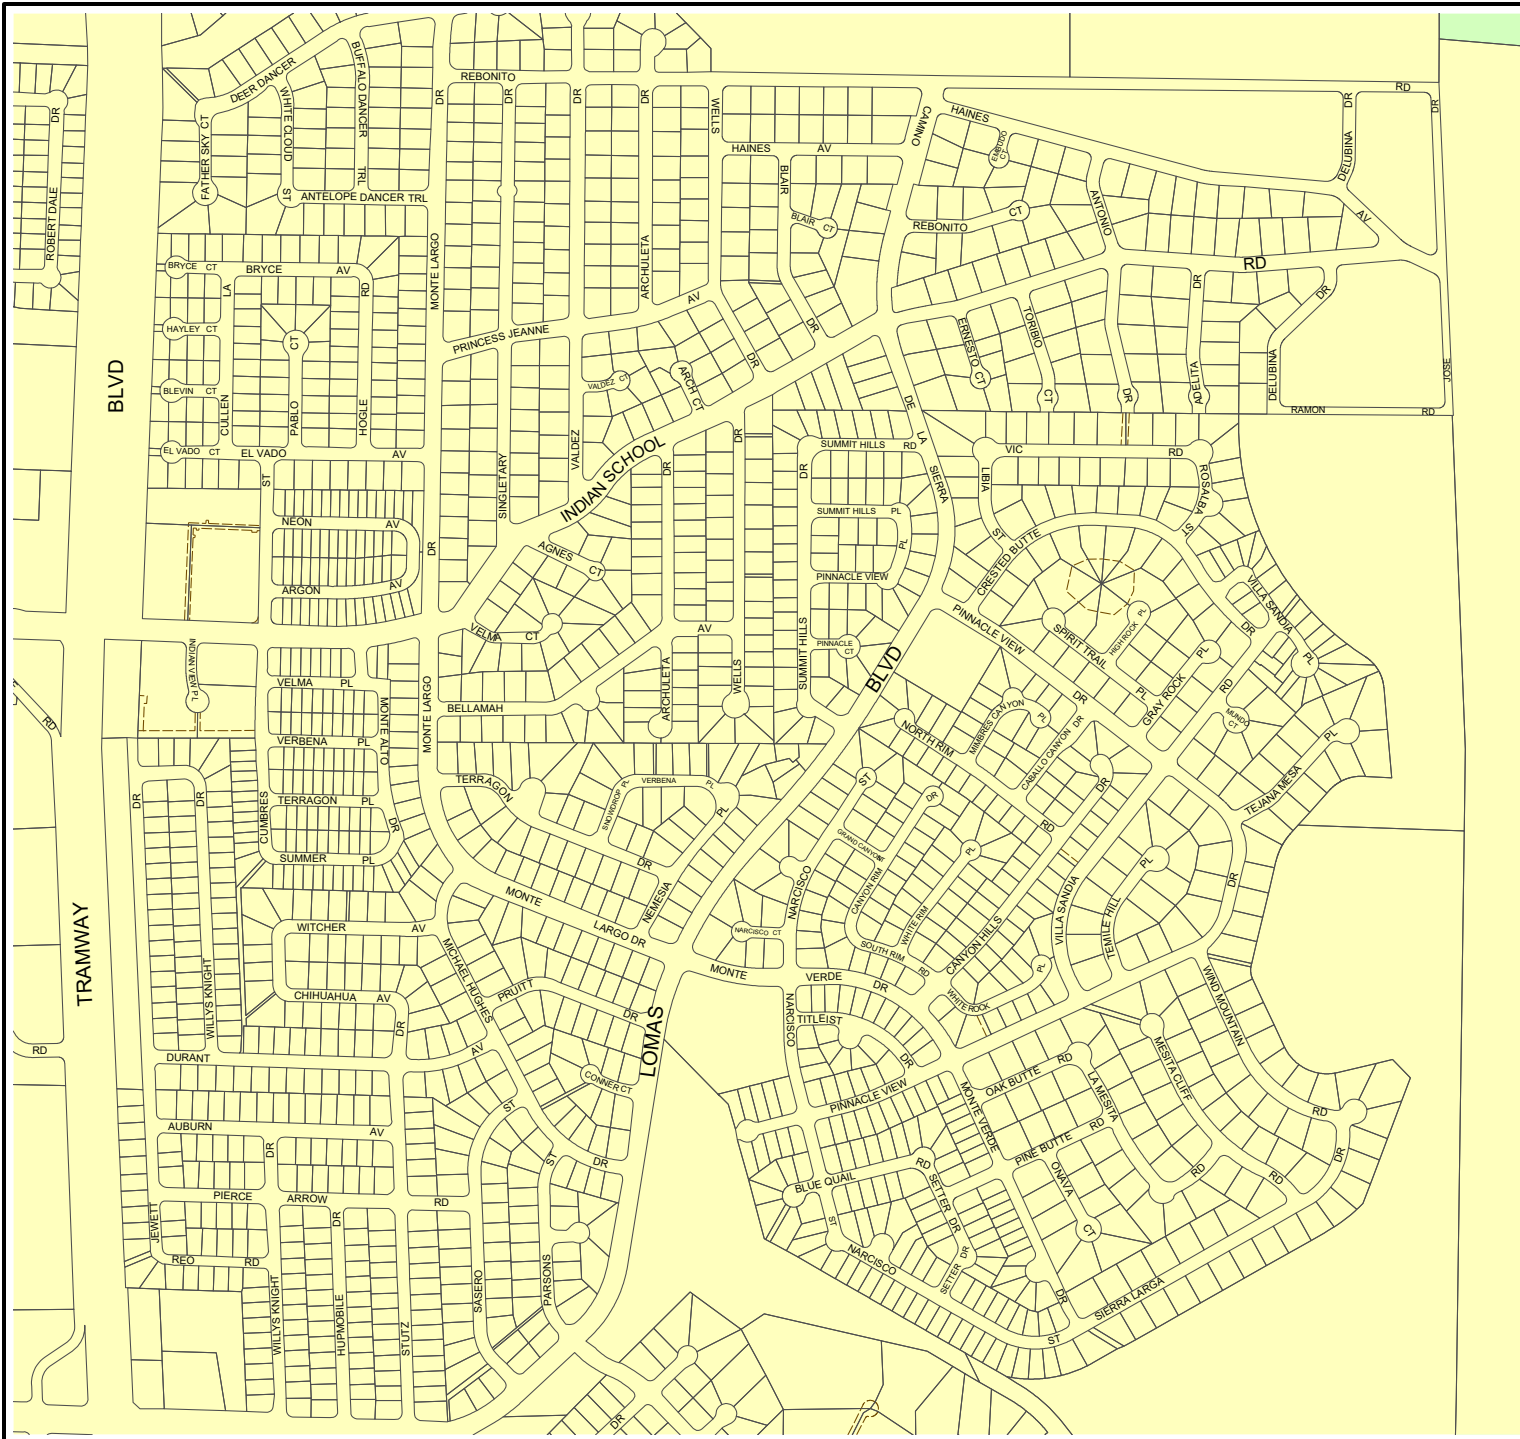 REBONITO
RD
DR
DR
DR
DR
DR
DR
DR
DEER DANCER
BUFFALO DANCER
TRL
WHITE CLOUD
ST
FATHER SKY CT
ANTELOPE DANCER TRL
ROBERT DALE
DR
WELLS
CAMINO
HAINES
HAINES AV
EMBUDO CT
DELUBINA
AV
BLAIR
BLAIR CT
REBONITO CT
ANTONIO
RD
BRYCE CT
BRYCE AV
LA
RD
MONTE LARGO
ARCHULETA
AV
DR
DR
DR
DR
HAYLEY CT
CT
PRINCESS JEANNE
ERNESTO CT
TORIBIO
CT
DR
ADELITA
DELUBINA
JOSE
BLVD
BLEVIN CT
CULLEN
PABLO
HOGLE
VALDEZ CT
ARCH CT
DE
LA
SIERRA
RAMON RD
EL VADO CT
EL VADO AV
ST
SINGLETARY
VALDEZ
INDIAN SCHOOL
DR
DR
DR
SUMMIT HILLS RD
VIC RD
LIBIA
ST
ROSALBA
ST
NEON AV
DR
SUMMIT HILLS PL
PL
AGNES CT
CRESTED BUTTE
PINNACLE VIEW
ARGON AV
VILLA SANDIA
PL
VELMA CT
AV
SUMMIT HILLS
PINNACLE CT
PINNACLE VIEW
DR
SPIRIT TRAIL
PL
HIGH ROCK PL
DR
INDIAN VIEW PL
BLVD
RD
VELMA PL
MONTE ALTO
MONTE LARGO
BELLAMAH
ARCHULETA
WELLS
GRAY ROCK
PL
RD
MUNDO CT
NORTH RIM
RD
MIMBRES CANYON
PL
CABALLO CANYON DR
TEJANA MESA
PL
VERBENA PL
TERRAGON
VERBENA PL
SNOWDROP PL
PL
ST
DR
DR
DR
DR
CUMBRES
TERRAGON PL
DR
SUMMER PL
DR
NEMESIA
GRAND CANYON CT
CANYON RIM
NARCISCO
NARCISCO CT
WHITE RIM
PL
VILLA SANDIA
TEMILE HILL
PL
DR
TRAMWAY
WILLYS KNIGHT
WITCHER AV
MONTE
LARGO DR
SOUTH RIM RD
CANYON HILLS
WHITE ROCK
PL
MICHAEL HUGHES
MONTE
VERDE
DR
CHIHUAHUA AV
DR
PRUITT
DR
NARCISCO
TITLEIST
DR
WIND MOUNTAIN
RD
DURANT
AV
LOMAS
CONNER CT
PINNACLE VIEW
MONTE VERDE
OAK BUTTE
RD
LA MESITA
MESITA CLIFF
RD
AUBURN
AV
DR
ST
ST
DR
BLUE QUAIL
RD
SETTER DR
PINE BUTTE
RD
ONAVA
CT
RD
RD
DR
JEWETT
PIERCE
ARROW
RD
DR
ST
NARCISCO
ST
SETTER DR
DR
SIERRA LARGA
REO RD
WILLYS KNIGHT
HUPMOBILE
STUTZ
SASERO
PARSONS
DR